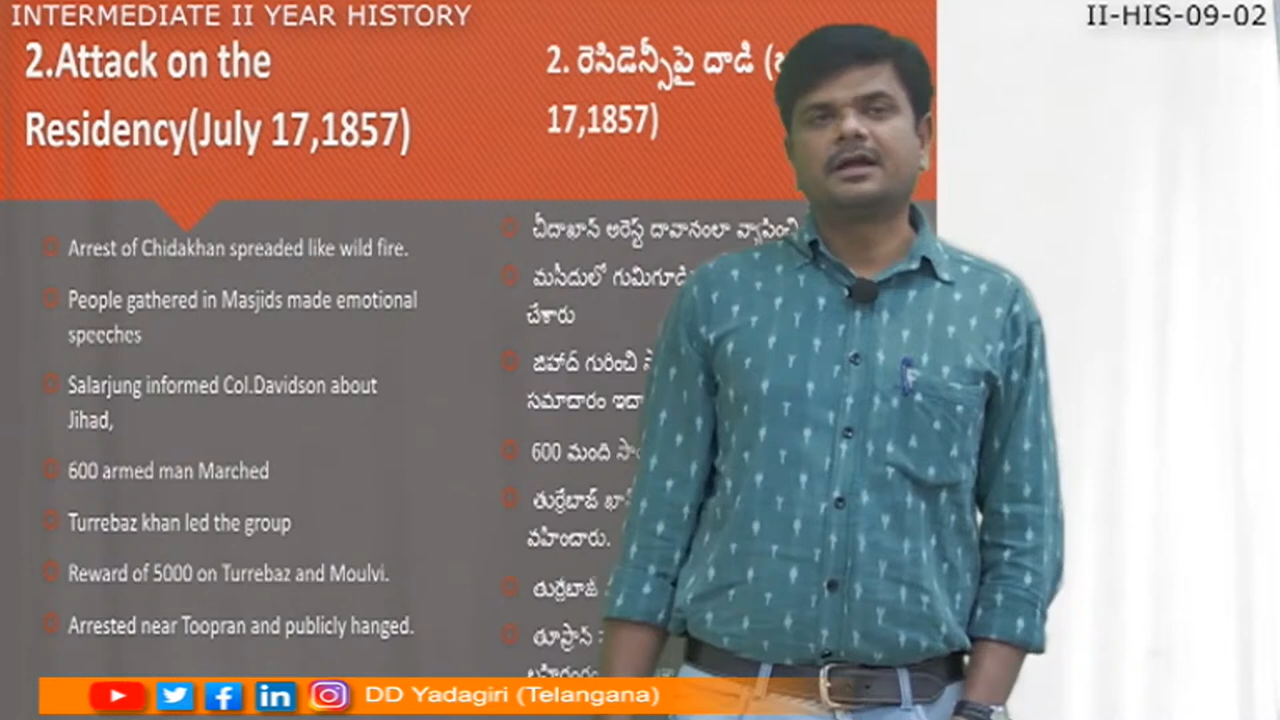 INTERMEDIATE II YEAR HISTORY
II-HIS-09-02
2.Attack on the
Residency(July 17,1857)
2. రెసిడెన్సీపై దాడి (
17,1857)
Arrest of Chidakhan spreaded like wild fire.
People gathered in Masjids made emotional
speeches
Salarjung informed Col.Davidson about
Jihad,
600 armed man Marched
Turrebaz khan led the group
Reward of 5000 on Turrebaz and Moulvi.
Arrested near Toopran and publicly hanged.
చీదాఖాన్ అరెస్ట్ దావానంలా వ్యాపించి
మసీదులో
చేశారు
జిహాద్ గురించి
సమాచారం
600 మంది
తుర్రేబాజ్
వహించారు.
తుర్రేబాజ్
తూప్రాన్
DD Yadagiri (Telangana)